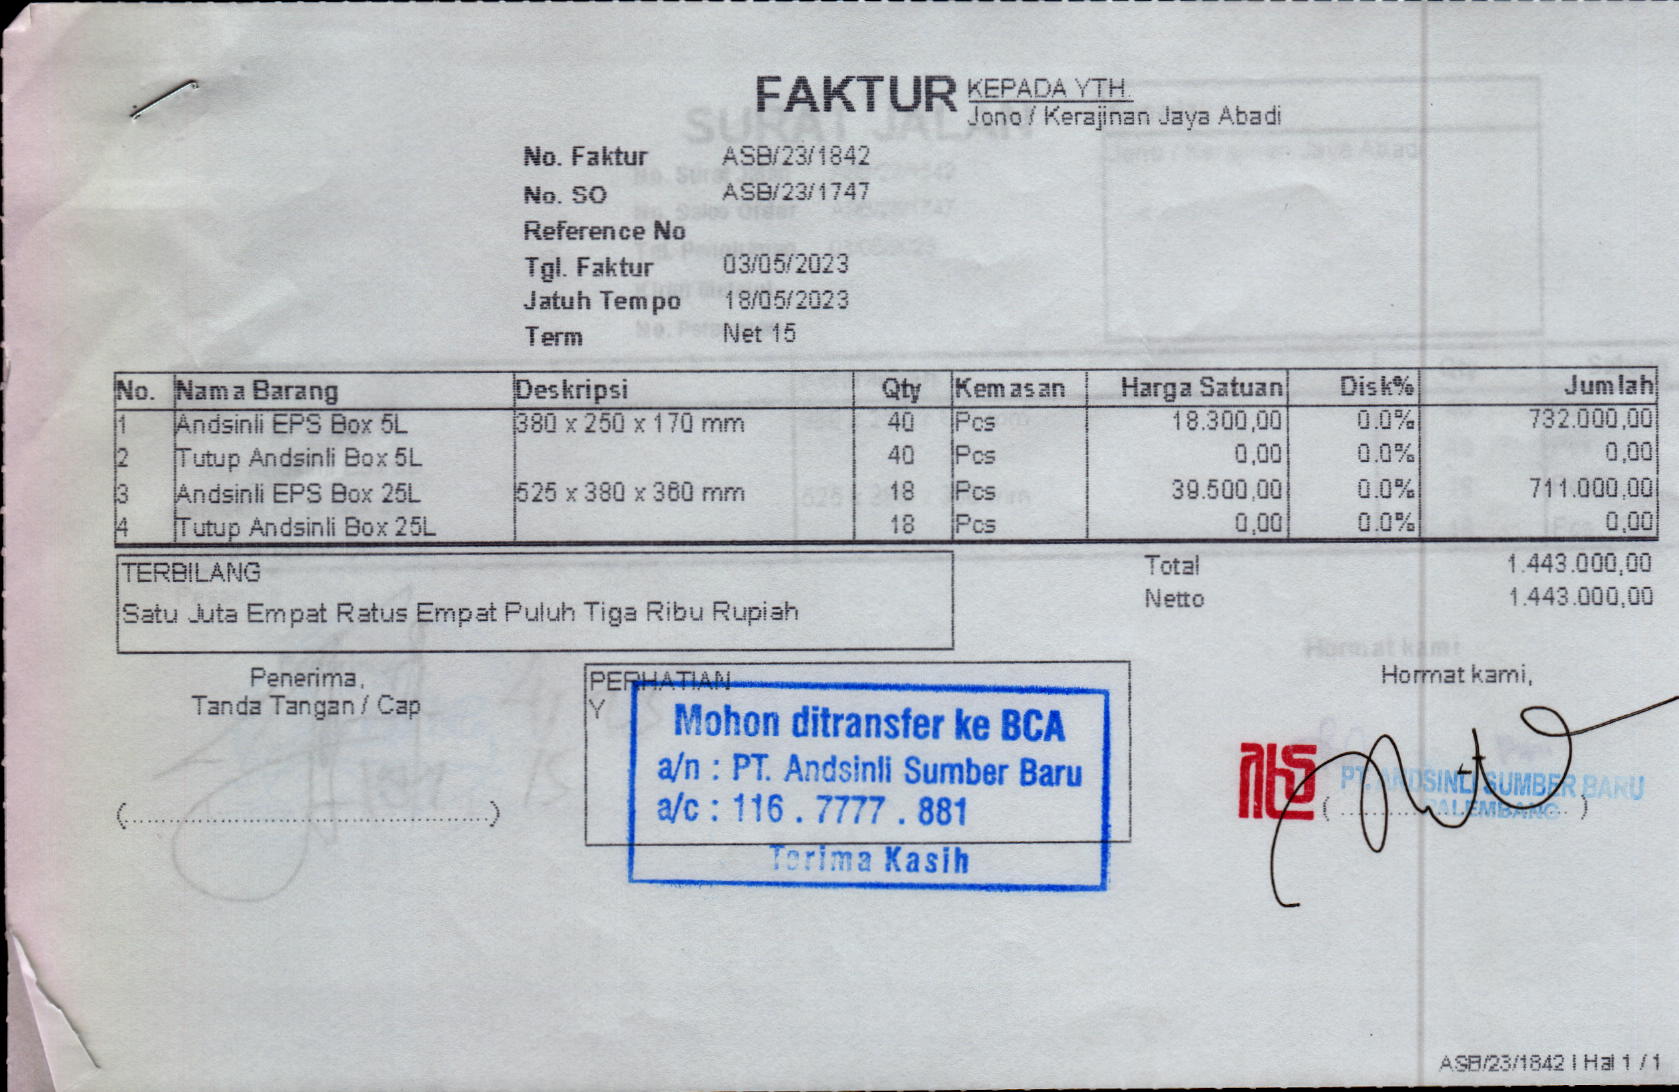 FAKTUR
KEPADA YTH.
Jono / Kerajinan Jaya Abadi
No. Faktur ASB/23/1842
No. SO ASB/23/1747
Reference No
Tgl. Faktur 03/05/2023
Jatuh Tempo 18/05/2023
Term Net 15
No. Nama Barang Deskripsi Qty Kemasan Harga Satuan Disk% Jumlah
1 Andsinli EPS Box 5L 380 x 250 x 170 mm 40 Pcs 18.300,00 0.0% 732.000,00
2 Tutup Andsinli Box 5L 40 Pcs 0,00 0.0% 0,00
3 Andsinli EPS Box 25L 525 x 380 x 360 mm 18 Pcs 39.500,00 0.0% 711.000,00
4 Tutup Andsinli Box 25L 18 Pcs 0,00 0.0% 0,00
TERBILANG
Satu Juta Empat Ratus Empat Puluh Tiga Ribu Rupiah
Total 1.443.000,00
Netto 1.443.000,00
Penerima,
Tanda Tangan / Cap
(........................................................)
PERHATIAN
Y
Mohon ditransfer ke BCA
a/n : PT. Andsinli Sumber Baru
a/c : 116 . 7777 . 881
Terima Kasih
Hormat kami,
PT. ANDSINLI SUMBER BARU
PALEMBANG
ASB/23/1842 | Hal 1 / 1